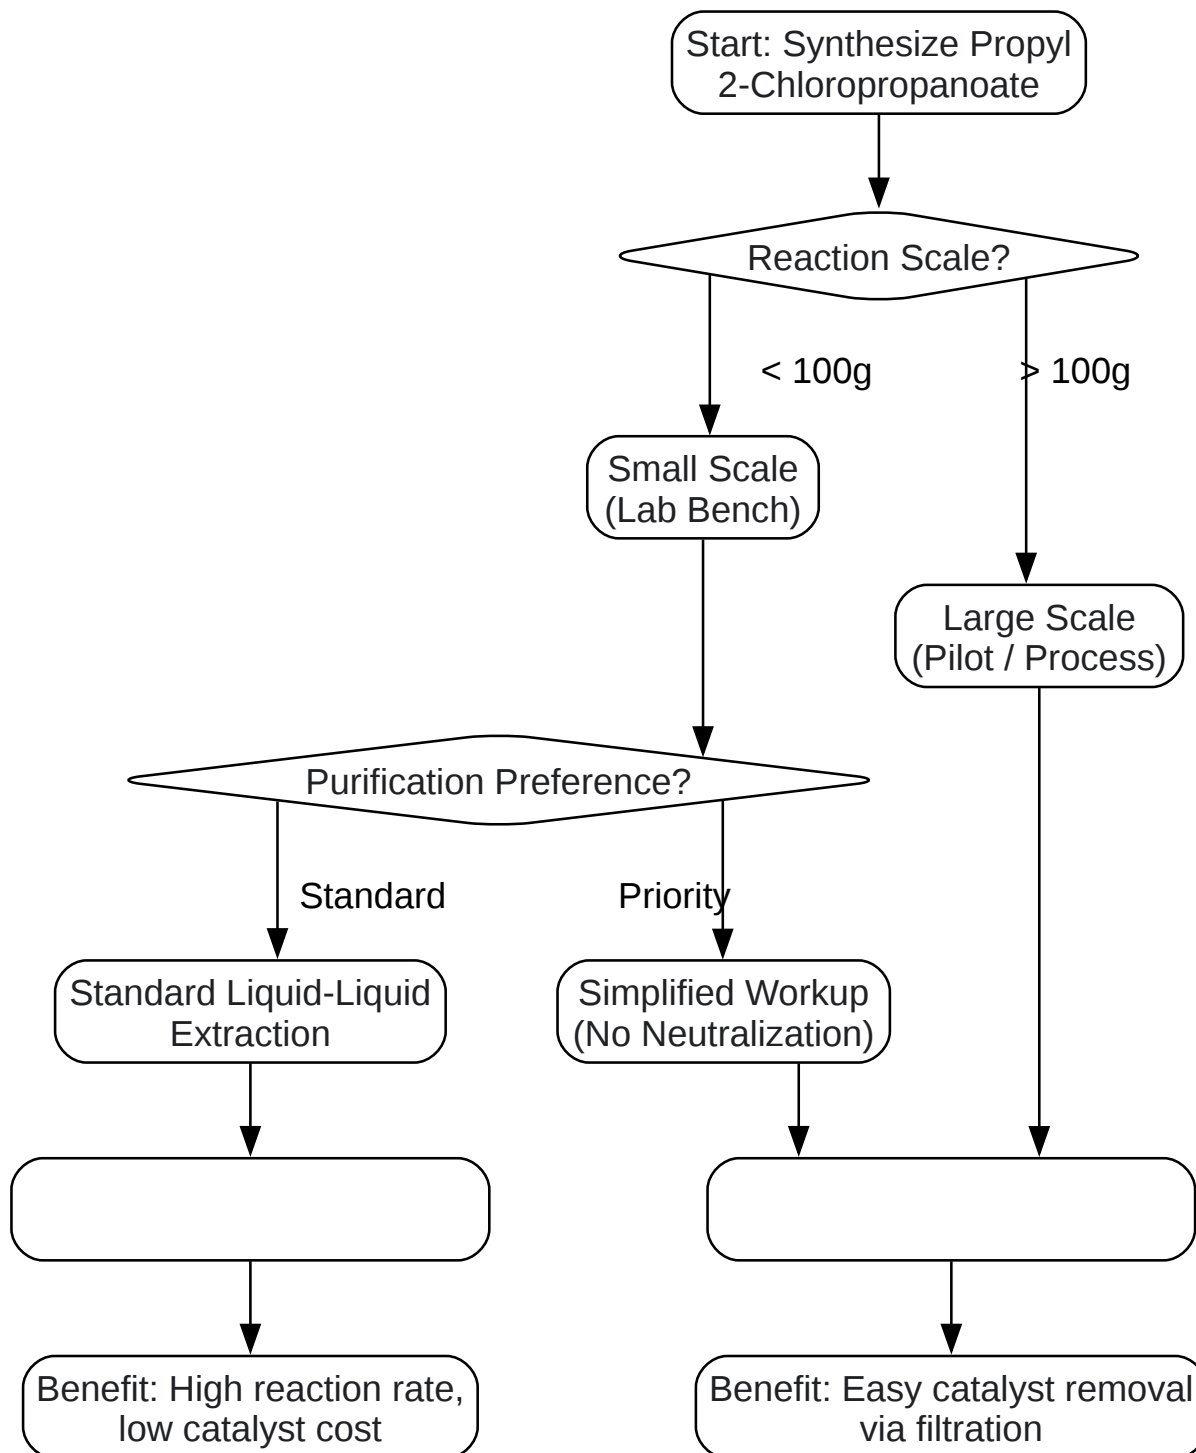 Start: Synthesize Propyl
2-Chloropropanoate
Reaction Scale?
< 100g
> 100g
Small Scale
(Lab Bench)
Large Scale
(Pilot / Process)
Purification Preference?
Standard
Priority
Standard Liquid-Liquid
Extraction
Simplified Workup
(No Neutralization)
Benefit: High reaction rate,
low catalyst cost
Benefit: Easy catalyst removal
via filtration